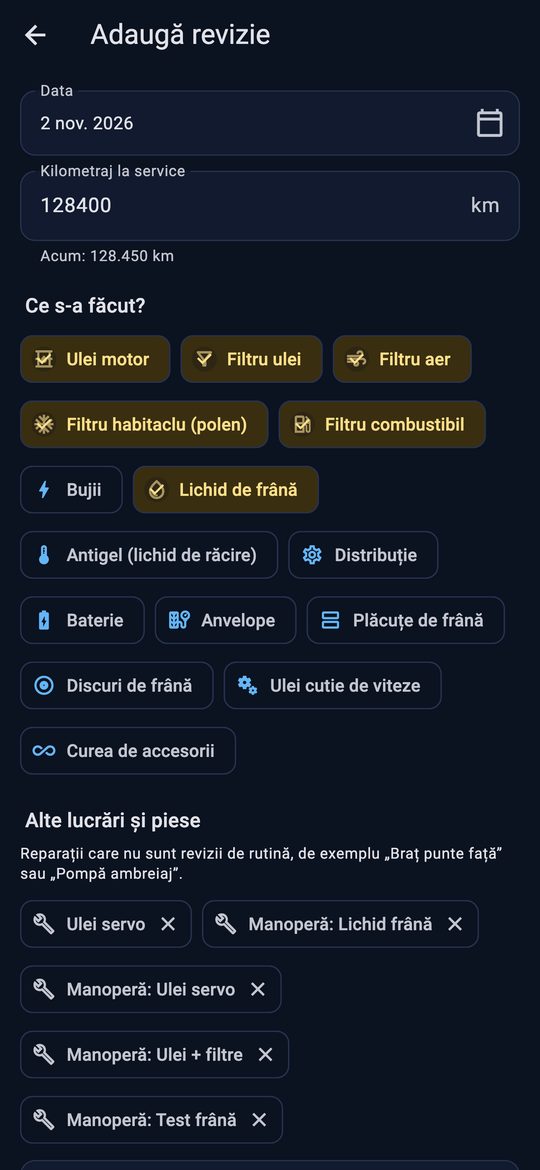 Adaugă revizie
Data
2 nov. 2026
Kilometraj la service
128400 km
Acum: 128.450 km
Ce s-a făcut?
Ulei motor Filtru ulei Filtru aer
Filtru habitaclu (polen) Filtru combustibil
Bujii Lichid de frână
Antigel (lichid de răcire) Distribuție
Baterie Anvelope Plăcuțe de frână
Discuri de frână Ulei cutie de viteze
Curea de accesorii
Alte lucrări și piese
Reparații care nu sunt revizii de rutină, de exemplu „Braț punte față”
sau „Pompă ambreiaj”.
Ulei servo Manoperă: Lichid frână
Manoperă: Ulei servo
Manoperă: Ulei + filtre
Manoperă: Test frână